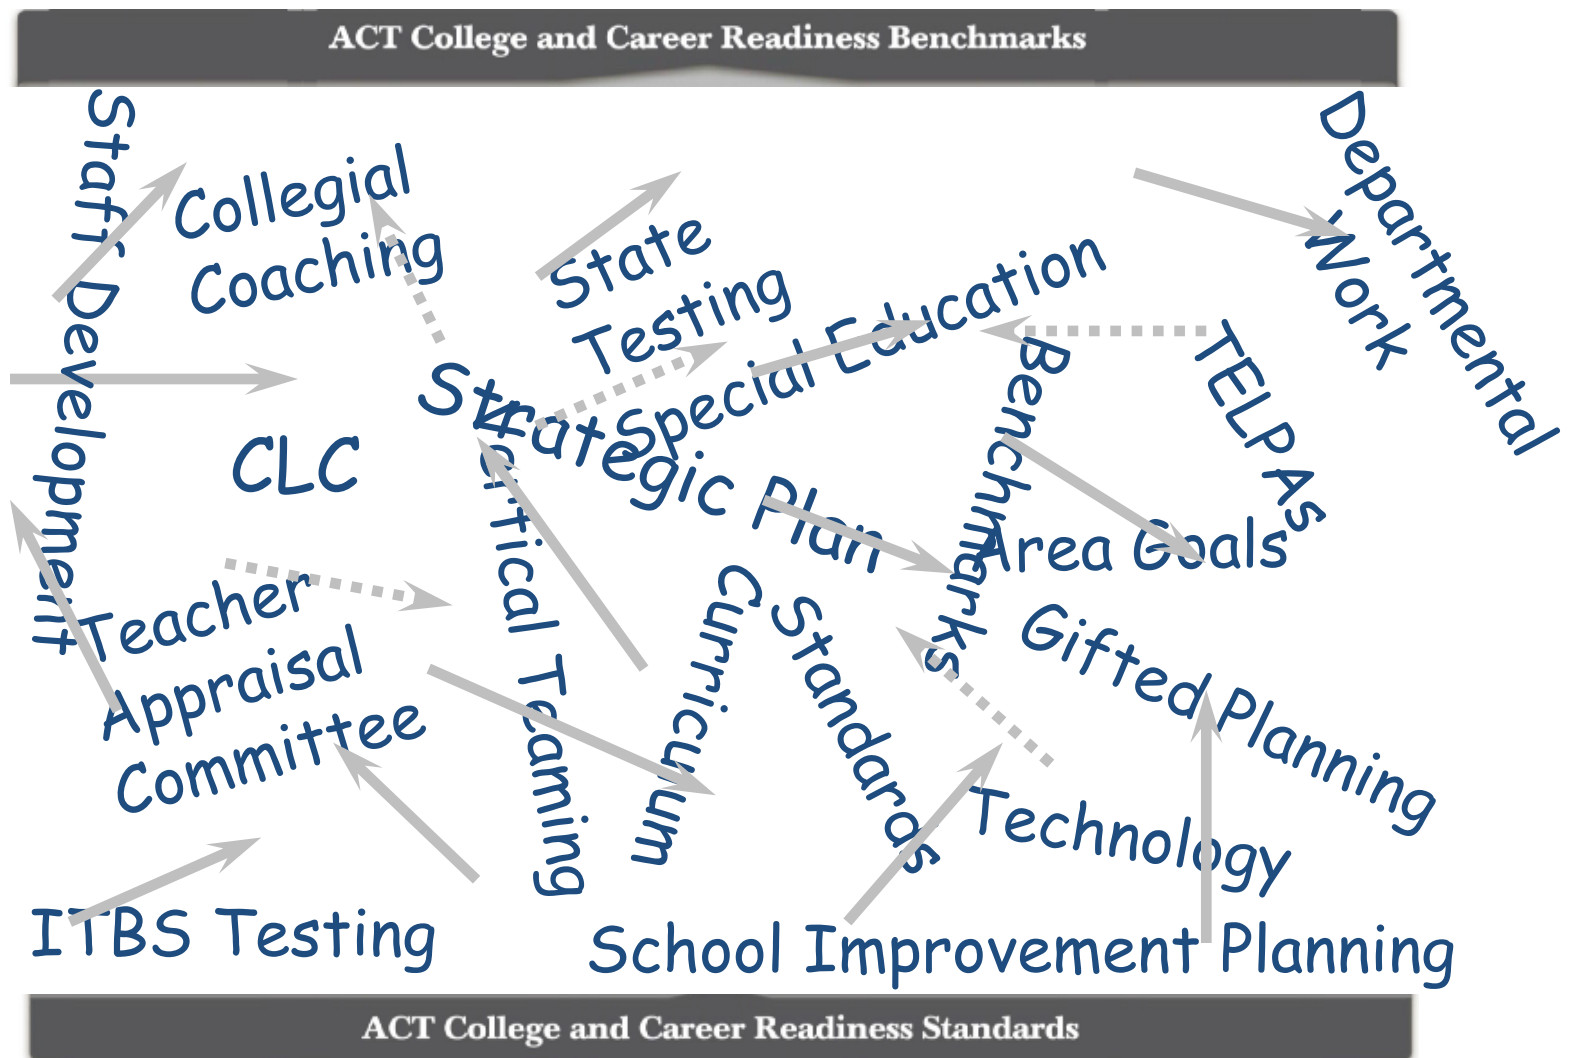 ACT College and Career Readiness Benchmarks
Staff Development
Collegial
Coaching
State
Testing
Special Education
Departmental
Work
Strategic Plan
CLC
Vertical Teaming
Benchmarks
TELPAs
Area Goals
Teacher
Appraisal
Committee
Curriculum
Standards
Gifted Planning
Technology
ITBS Testing
School Improvement Planning
ACT College and Career Readiness Standards